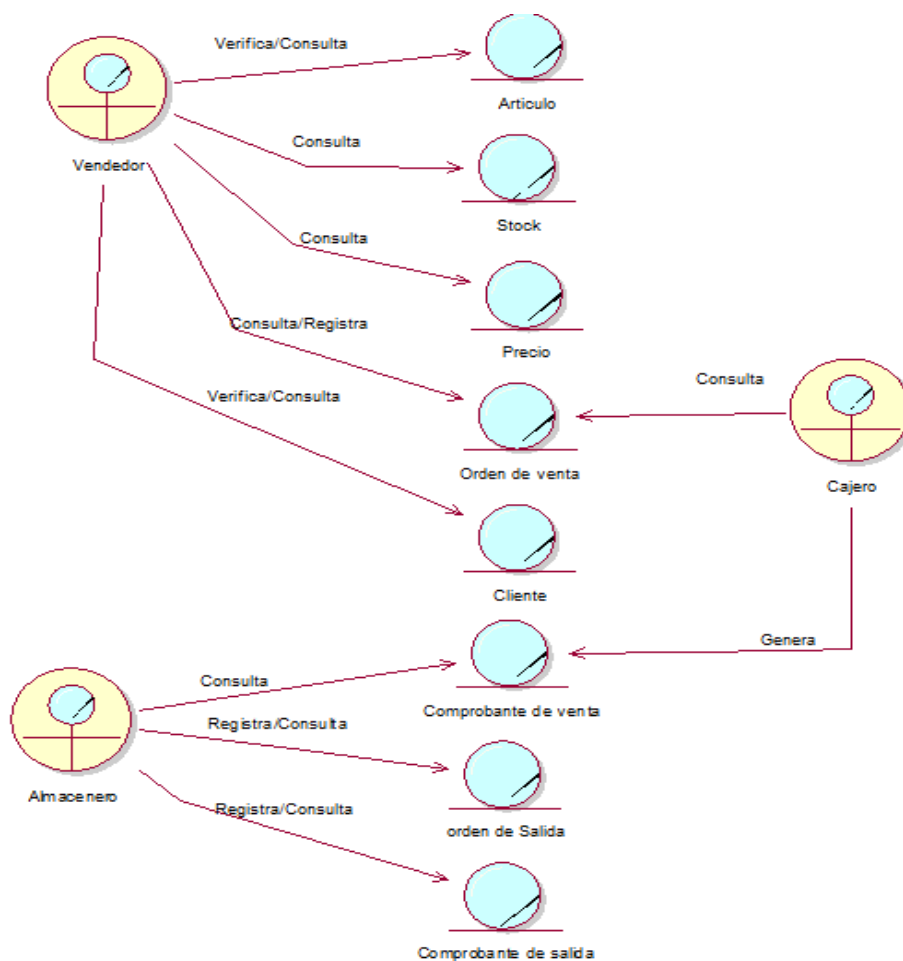 Verifica/Consulta
Articulo
Vendedor
Consulta
Stock
Consulta
Precio
Consulta/Registra
Orden de venta
Consulta
Cajero
Verifica/Consulta
Cliente
Genera
Comprobante de venta
Consulta
Almacenero
Registra/Consulta
orden de Salida
Registra/Consulta
Comprobante de salida